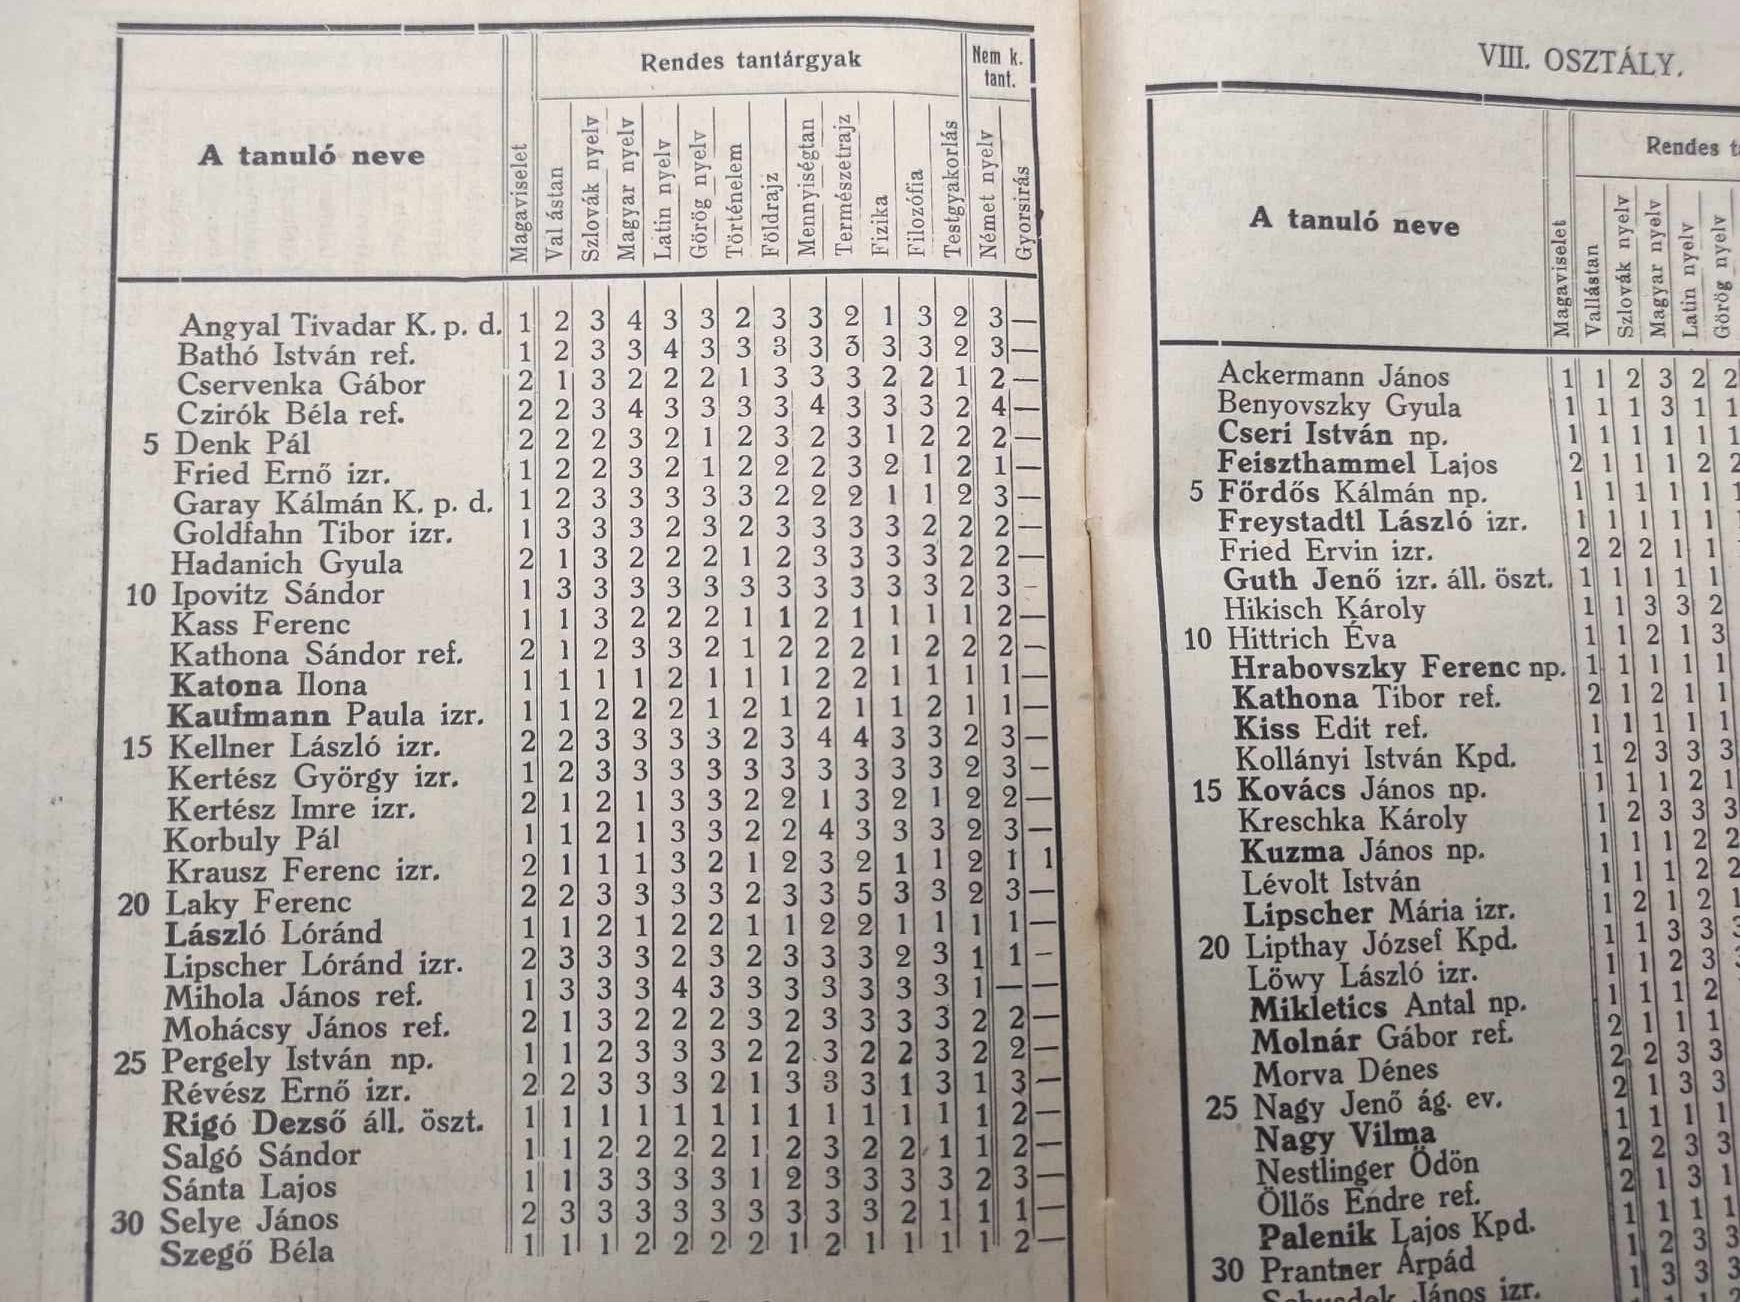 Rendes tantárgyak
Nem k. tant.
A tanuló neve
Magaviselet
Val ástan
Szlovák nyelv
Magyar nyelv
Latin nyelv
Görög nyelv
Történelem
Földrajz
Mennyiségtan
Természetrajz
Fizika
Filozófia
Testgyakorlás
Német nyelv
Gyorsirás
Angyal Tivadar K. p. d. 1 2 3 4 3 3 2 3 3 2 1 3 2 3 —
Bathó István ref. 1 2 3 3 4 3 3 3 3 3 3 3 2 3 —
Cservenka Gábor 2 1 3 2 2 2 1 3 3 3 2 2 1 2 —
Czirók Béla ref. 2 2 3 4 3 3 3 3 4 3 3 3 2 4 —
5 Denk Pál 2 2 2 3 2 1 2 3 2 3 1 2 2 2 —
Fried Ernő izr. 1 2 2 3 2 1 2 2 2 3 2 1 2 1 —
Garay Kálmán K. p. d. 1 2 3 3 3 3 3 2 2 2 1 1 2 3 —
Goldfahn Tibor izr. 1 3 3 3 2 3 2 3 3 3 3 2 2 2 —
Hadanich Gyula 2 1 3 2 2 2 1 2 3 3 3 3 2 2 —
10 Ipovitz Sándor 1 3 3 3 3 3 3 3 3 3 3 3 2 3 –
Kass Ferenc 1 1 3 2 2 2 1 1 2 1 1 1 1 2 —
Kathona Sándor ref. 2 1 2 3 3 2 1 2 2 2 1 2 2 2 —
Katona Ilona 1 1 1 1 2 1 1 1 2 2 1 1 1 1 —
Kaufmann Paula izr. 1 1 2 2 2 1 2 1 2 1 1 2 1 1 —
15 Kellner László izr. 2 2 3 3 3 3 2 3 4 4 3 3 2 3 —
Kertész György izr. 1 2 3 3 3 3 3 3 3 3 3 3 2 3 —
Kertész Imre izr. 2 1 2 1 3 3 2 2 1 3 2 1 2 2 —
Korbuly Pál 1 1 2 1 3 3 2 2 4 3 3 3 2 3 —
Krausz Ferenc izr. 2 1 1 1 3 2 1 2 3 2 1 1 2 1 1
20 Laky Ferenc 2 2 3 3 3 3 2 3 3 5 3 3 2 3 —
László Lóránd 1 1 2 1 2 2 1 1 2 2 1 1 1 1 —
Lipscher Lóránd izr. 2 3 3 3 2 3 2 3 3 3 2 3 1 1 –
Mihola János ref. 1 3 3 3 4 3 3 3 3 3 3 3 1 — —
Mohácsy János ref. 2 1 3 2 2 2 3 2 3 3 3 3 2 2 —
25 Pergely István np. 1 1 2 3 3 3 2 2 3 2 2 3 2 2 —
Révész Ernő izr. 2 2 3 3 3 2 1 3 3 3 1 3 1 3 —
Rigó Dezső áll. öszt. 1 1 1 1 1 1 1 1 1 1 1 1 1 2 —
Salgó Sándor 1 1 2 2 2 2 1 2 3 2 2 1 1 2 —
Sánta Lajos 1 1 3 3 3 3 1 2 3 3 3 3 2 3 —
30 Selye János 2 3 3 3 3 3 3 3 3 3 2 1 1 1 —
Szegő Béla 1 1 1 2 2 2 2 1 2 1 1 1 1 2 —
VIII. OSZTÁLY.
Rendes
A tanuló neve
Magaviselet
Vallástan
Szlovák nyelv
Magyar nyelv
Latin nyelv
Görög nyelv
Ackermann János 1 1 2 3 2 2
Benyovszky Gyula 1 1 1 3 1 1
Cseri István np. 1 1 1 1 1 1
Feiszthammel Lajos 2 1 1 1 2 2
5 Fördős Kálmán np. 1 1 1 1 1 1
Freystadtl László izr. 1 1 1 1 1 1
Fried Ervin izr. 2 2 2 1 1
Guth Jenő izr. áll. öszt. 1 1 1 1 1
Hikisch Károly 1 1 3 3 2
10 Hittrich Éva 1 1 2 1 3
Hrabovszky Ferenc np. 1 1 1 1 1
Kathona Tibor ref. 2 1 2 1 1
Kiss Edit ref. 1 1 1 1 1
Kollányi István Kpd. 1 2 3 3 3
15 Kovács János np. 1 1 1 2 1
Kreschka Károly 1 2 3 3 3
Kuzma János np. 1 1 1 2 2
Lévolt István 1 1 1 2 2
Lipscher Mária izr. 1 2 1 2 1
20 Lipthay József Kpd. 1 1 3 3 3
Löwy László izr. 1 1 2 3
Mikletics Antal np. 1 1 1 2
Molnár Gábor ref. 2 1 1 1
Morva Dénes 2 2 3 3
25 Nagy Jenő ág. ev. 2 1 3 3
Nagy Vilma 1 1 1 1
Nestlinger Ödön 2 2 3 3
Öllős Endre ref. 2 1 3 1
Palenik Lajos Kpd. 1 1 1 1
30 Prantner Árpád 1 2 3 3
János izr. 1 3 3 3